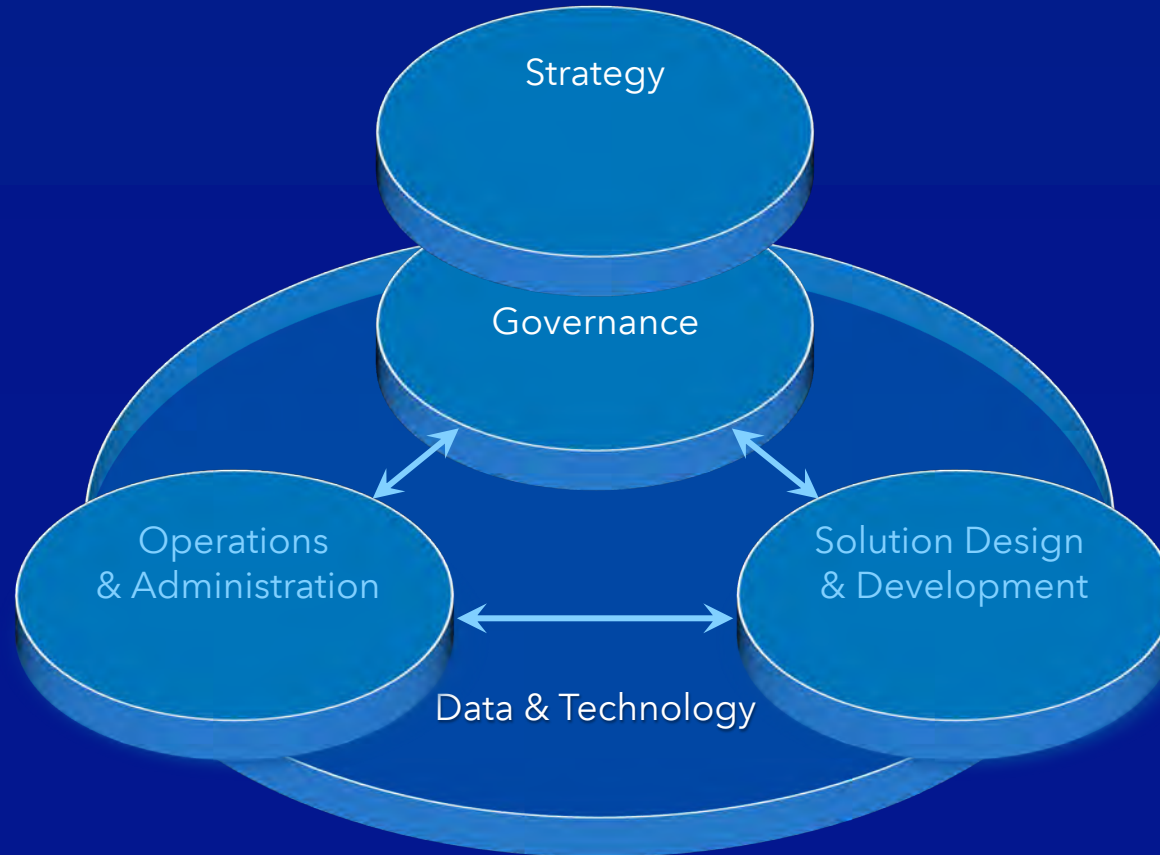 Strategy
Governance
Operations
& Administration
Solution Design
& Development
Data & Technology